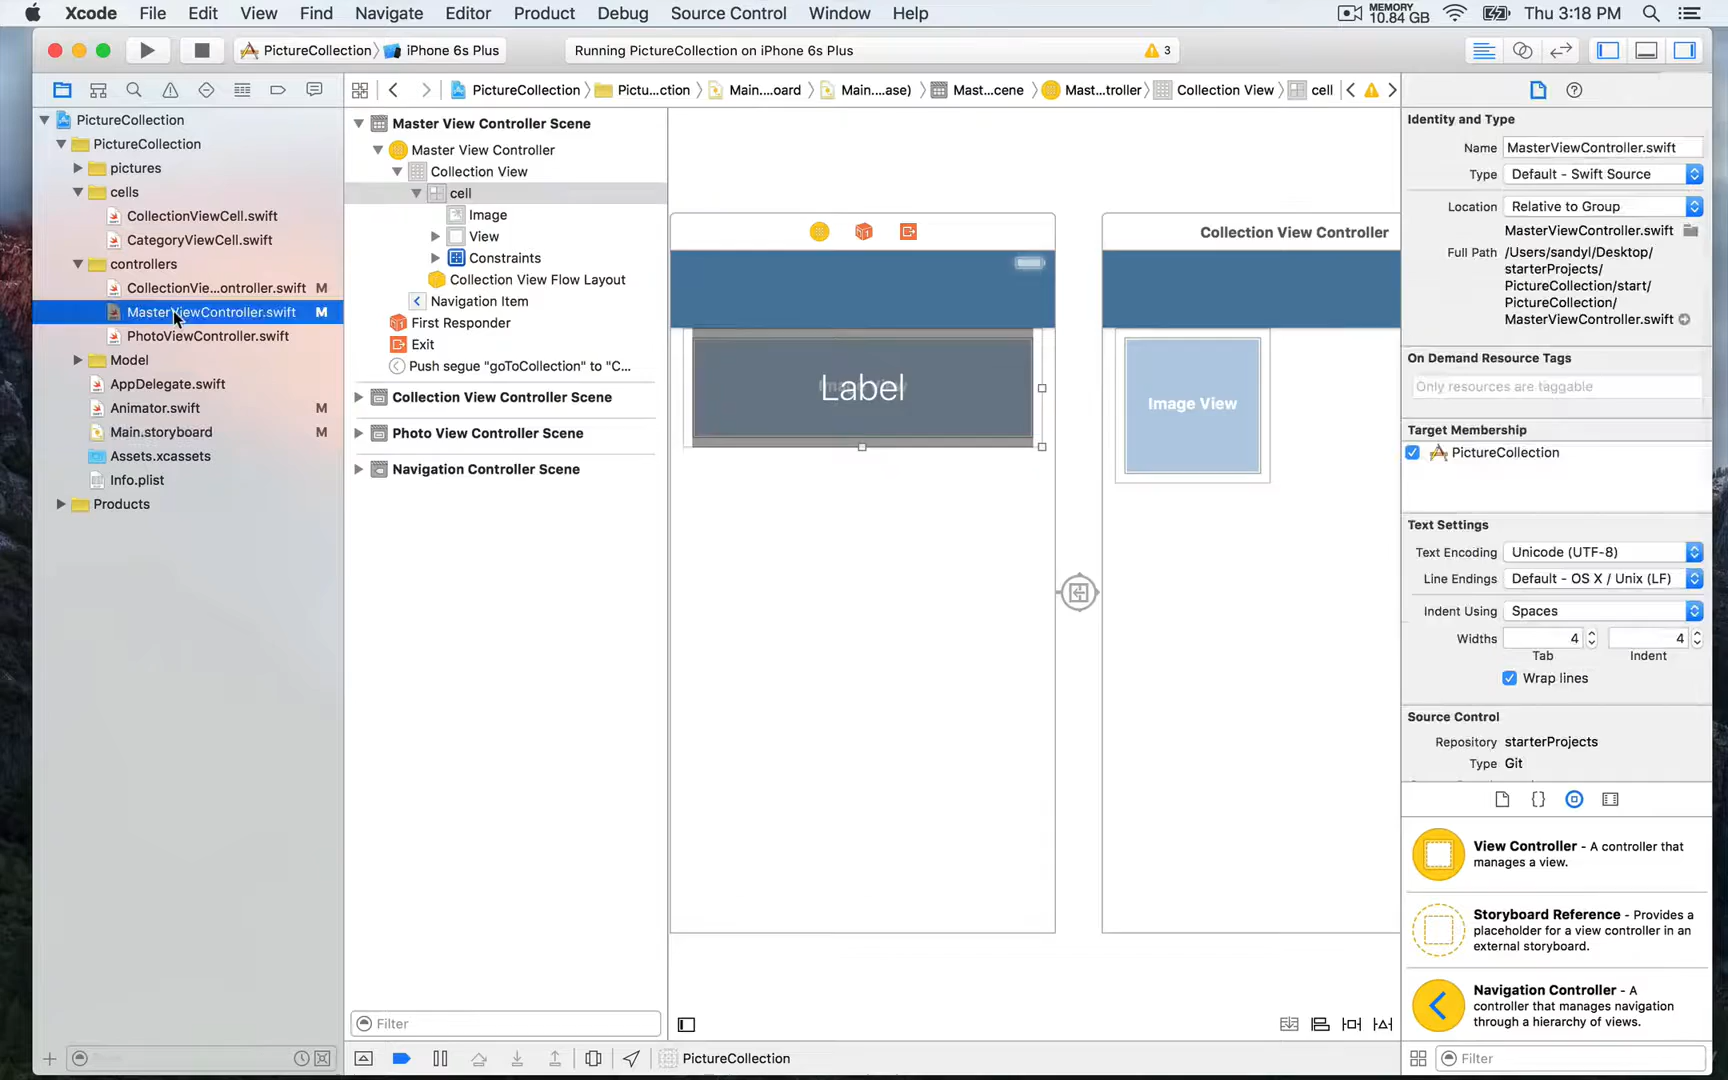 Xcode File Edit View Find Navigate Editor Product Debug Source Control Window Help MEMORY 10.84 GB Thu 3:18 PM
PictureCollection iPhone 6s Plus Running PictureCollection on iPhone 6s Plus 3
PictureCollection Pictu...ction Main....oard Main....ase) Mast...cene Mast...troller Collection View cell
PictureCollection
PictureCollection
pictures
cells
CollectionViewCell.swift
CategoryViewCell.swift
controllers
CollectionVie...ontroller.swift M
MasterViewController.swift M
PhotoViewController.swift
Model
AppDelegate.swift
Animator.swift M
Main.storyboard M
Assets.xcassets
Info.plist
Products
Master View Controller Scene
Master View Controller
Collection View
cell
Image
View
Constraints
Collection View Flow Layout
Navigation Item
First Responder
Exit
Push segue "goToCollection" to "C...
Collection View Controller Scene
Photo View Controller Scene
Navigation Controller Scene
Filter
Label
Collection View Controller
Image View
PictureCollection
Identity and Type
Name MasterViewController.swift
Type Default - Swift Source
Location Relative to Group
MasterViewController.swift
Full Path /Users/sandyl/Desktop/
starterProjects/
PictureCollection/start/
PictureCollection/
MasterViewController.swift
On Demand Resource Tags
Only resources are taggable
Target Membership
PictureCollection
Text Settings
Text Encoding Unicode (UTF-8)
Line Endings Default - OS X / Unix (LF)
Indent Using Spaces
Widths 4 4
Tab Indent
Wrap lines
Source Control
Repository starterProjects
Type Git
View Controller - A controller that
manages a view.
Storyboard Reference - Provides a
placeholder for a view controller in an
external storyboard.
Navigation Controller - A
controller that manages navigation
through a hierarchy of views.
Filter